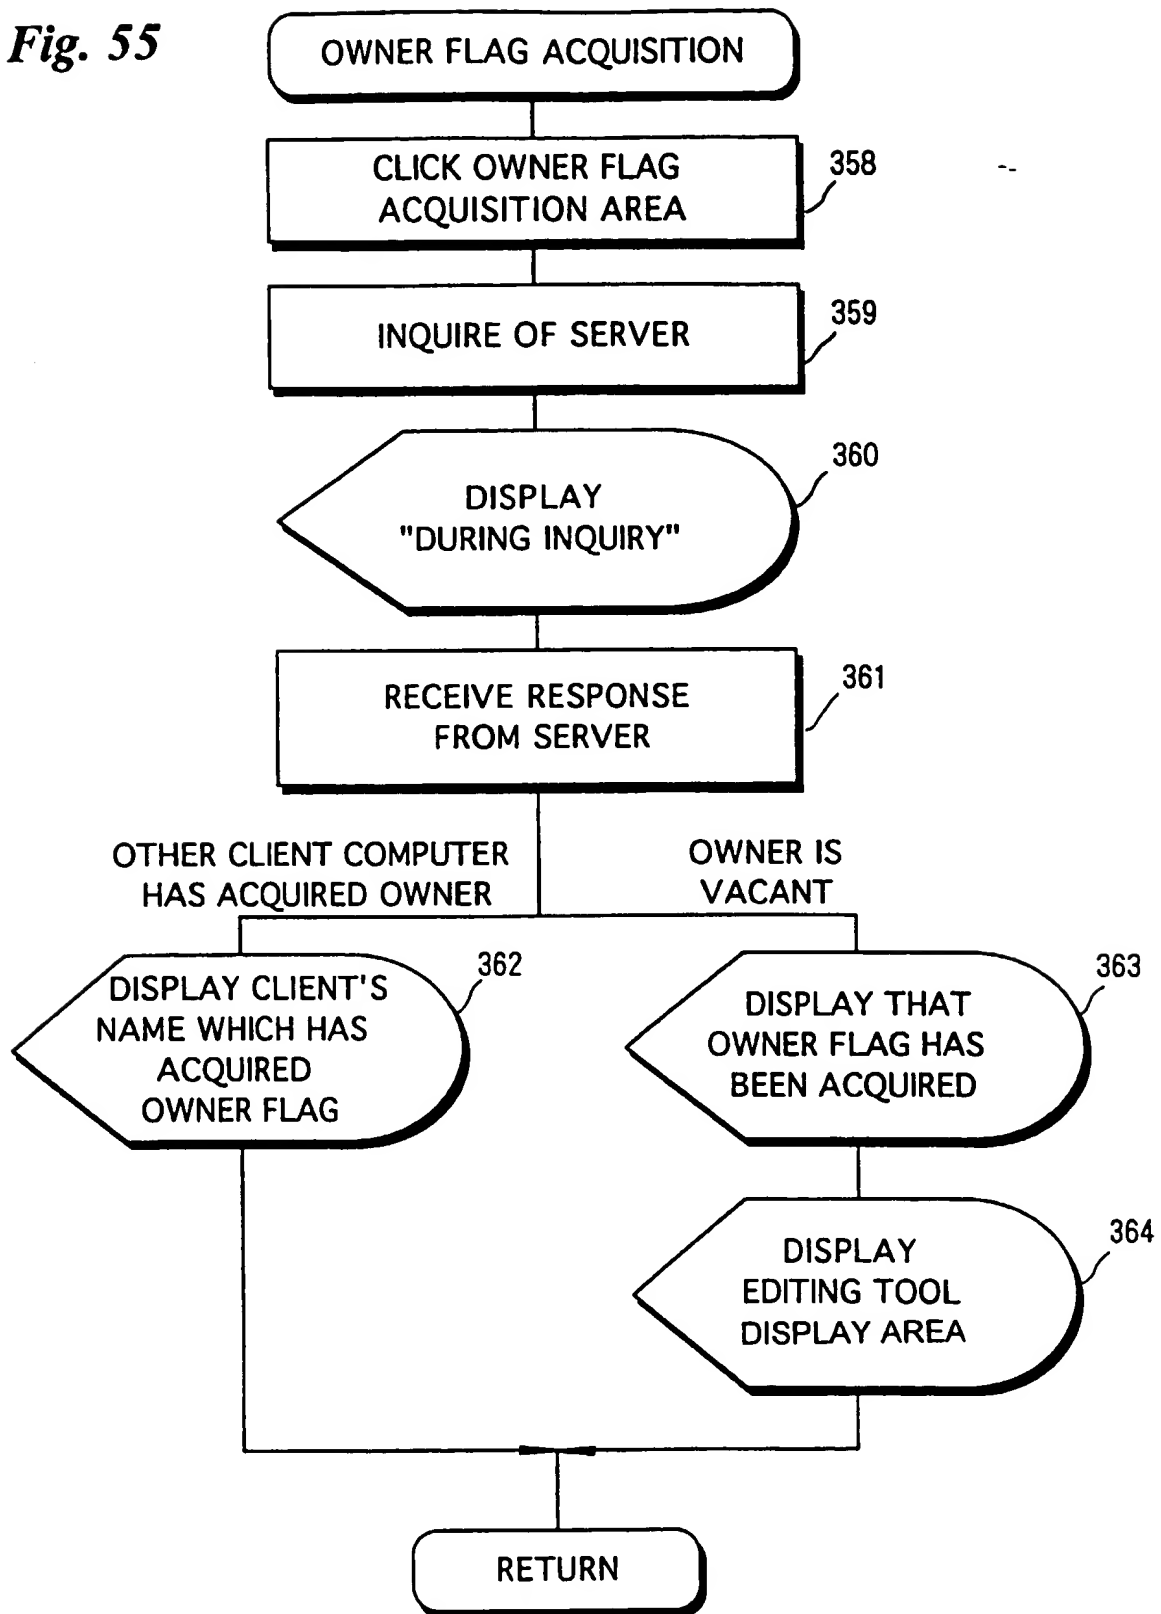 Fig. 55
OWNER FLAG ACQUISITION
CLICK OWNER FLAG
ACQUISITION AREA
358
INQUIRE OF SERVER
359
DISPLAY
"DURING INQUIRY"
360
RECEIVE RESPONSE
FROM SERVER
361
OTHER CLIENT COMPUTER
HAS ACQUIRED OWNER
OWNER IS
VACANT
DISPLAY CLIENT'S
NAME WHICH HAS
ACQUIRED
OWNER FLAG
362
DISPLAY THAT
OWNER FLAG HAS
BEEN ACQUIRED
363
DISPLAY
EDITING TOOL
DISPLAY AREA
364
RETURN